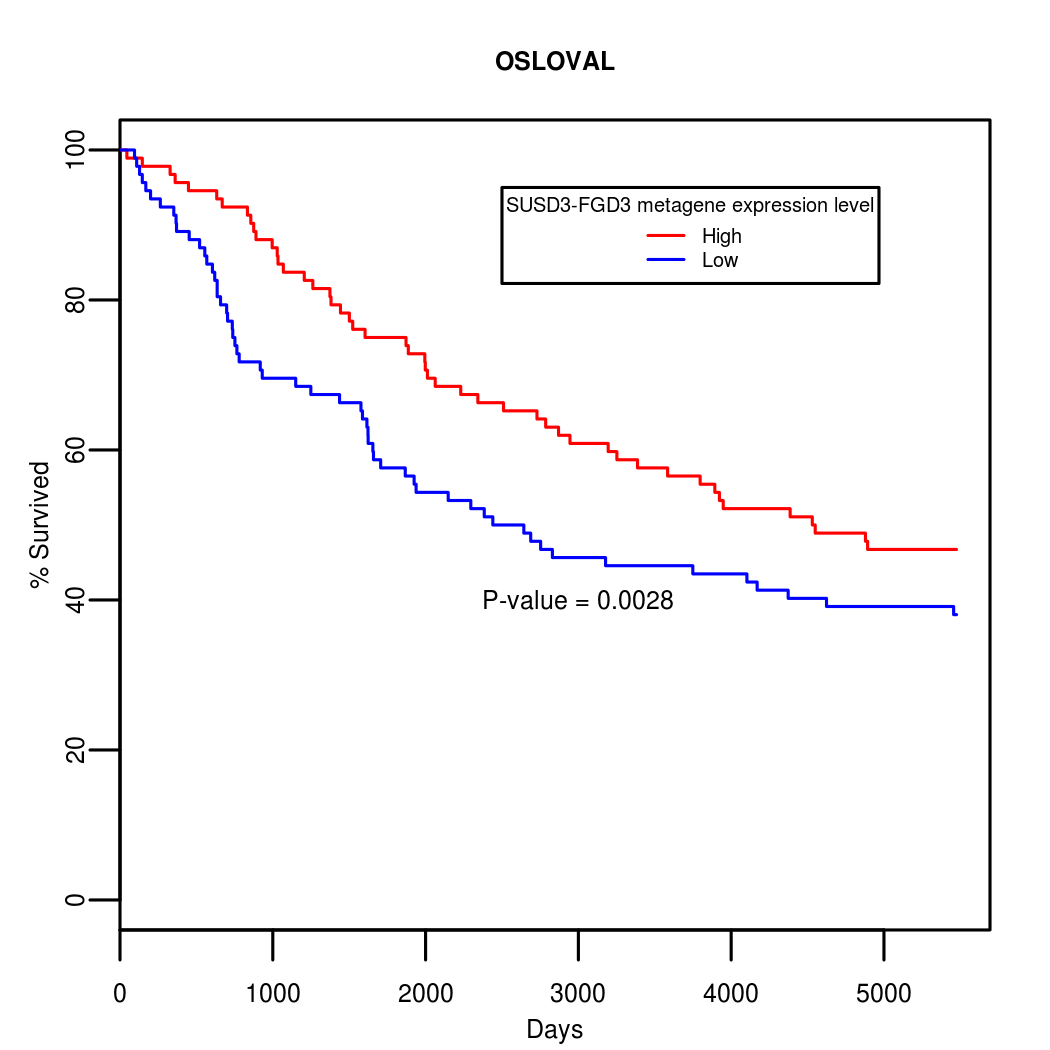 OSLOVAL
SUSD3-FGD3 metagene expression level
High
Low
P-value = 0.0028
% Survived
100
80
60
40
20
0
0 1000 2000 3000 4000 5000
Days